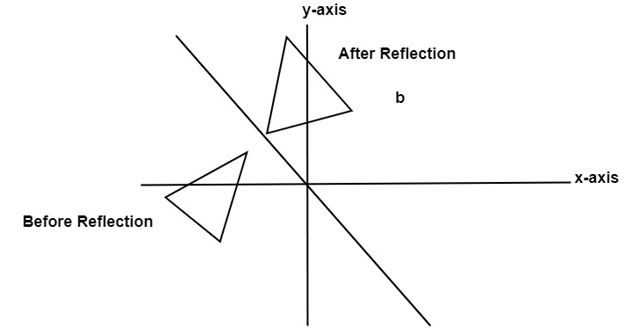 y-axis
After Reflection
b
x-axis
Before Reflection